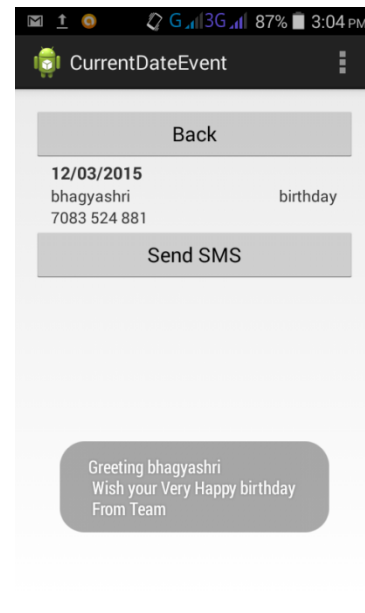 G 3G 87% 3:04 PM
CurrentDateEvent
Back
12/03/2015
bhagyashri birthday
7083 524 881
Send SMS
Greeting bhagyashri
Wish your Very Happy birthday
From Team